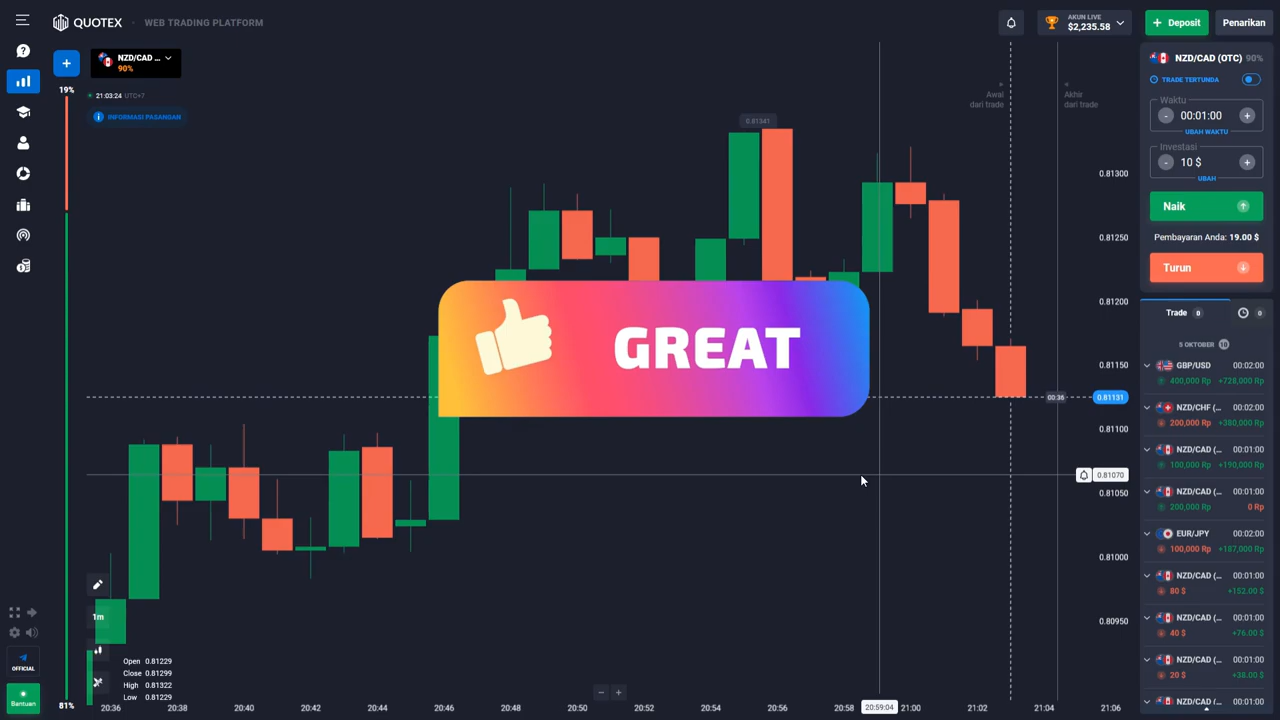 QUOTEX
WEB TRADING PLATFORM
AKUN LIVE
$2,235.58
+ Deposit
Penarikan
NZD/CAD ...
90%
19%
21:03:24 UTC+7
INFORMASI PASANGAN
Awal
dari trade
Akhir
dari trade
0.81341
0.81300
0.81250
0.81200
0.81150
00:36
0.81131
0.81100
0.81070
0.81050
0.81000
0.80950
GREAT
NZD/CAD (OTC) 90%
TRADE TERTUNDA
Waktu
- 00:01:00 +
UBAH WAKTU
Investasi
- 10 $ +
UBAH
Naik
Pembayaran Anda: 19.00 $
Turun
Trade 0
0
5 OKTOBER 10
GBP/USD 00:02:00
400,000 Rp +728,000 Rp
NZD/CHF (... 00:02:00
200,000 Rp +380,000 Rp
NZD/CAD (... 00:01:00
100,000 Rp +190,000 Rp
NZD/CAD (... 00:01:00
200,000 Rp 0 Rp
EUR/JPY 00:02:00
100,000 Rp +187,000 Rp
NZD/CAD (... 00:01:00
80 $ +152.00 $
NZD/CAD (... 00:01:00
40 $ +76.00 $
NZD/CAD (... 00:01:00
20 $ +38.00 $
NZD/CAD (... 00:01:00
1m
OFFICIAL
Bantuan
81%
Open 0.81229
Close 0.81299
High 0.81322
Low 0.81229
20:36 20:38 20:40 20:42 20:44 20:46 20:48 20:50 20:52 20:54 20:56 20:58 20:59:04 21:00 21:02 21:04 21:06